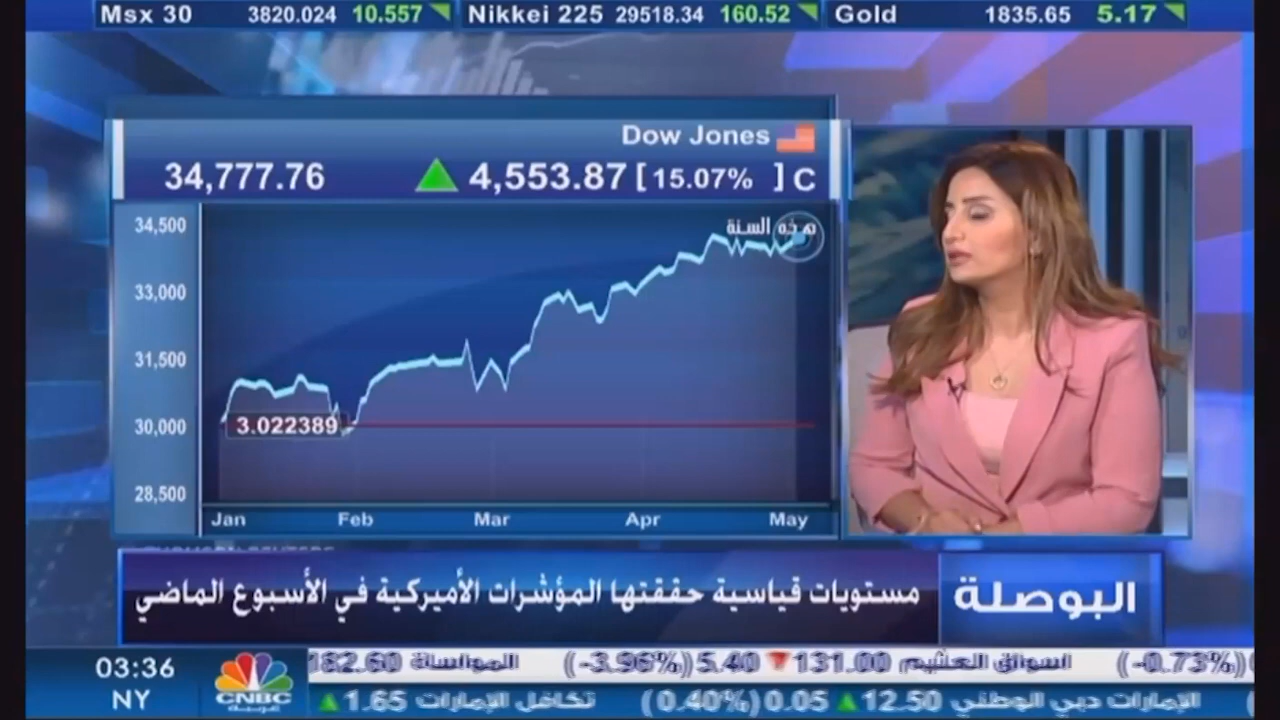 Msx 30 3820.024 10.557 Nikkei 225 29518.34 160.52 Gold 1835.65 5.17
Dow Jones
34,777.76 4,553.87 [ 15.07% ] C
هذه السنة
34,500
33,000
31,500
30,000
28,500
3.022389
Jan Feb Mar Apr May
البوصلة
مستويات قياسية حققتها المؤشرات الأميركية في الأسبوع الماضي
03:36
NY
CNBC
عربية
(-0.73%) اسواق العثيم 131.00 5.40 (-3.96%) المواساة 182.60
الإمارات دبي الوطني 12.50 0.05 (0.40%) تكافل الإمارات 1.65